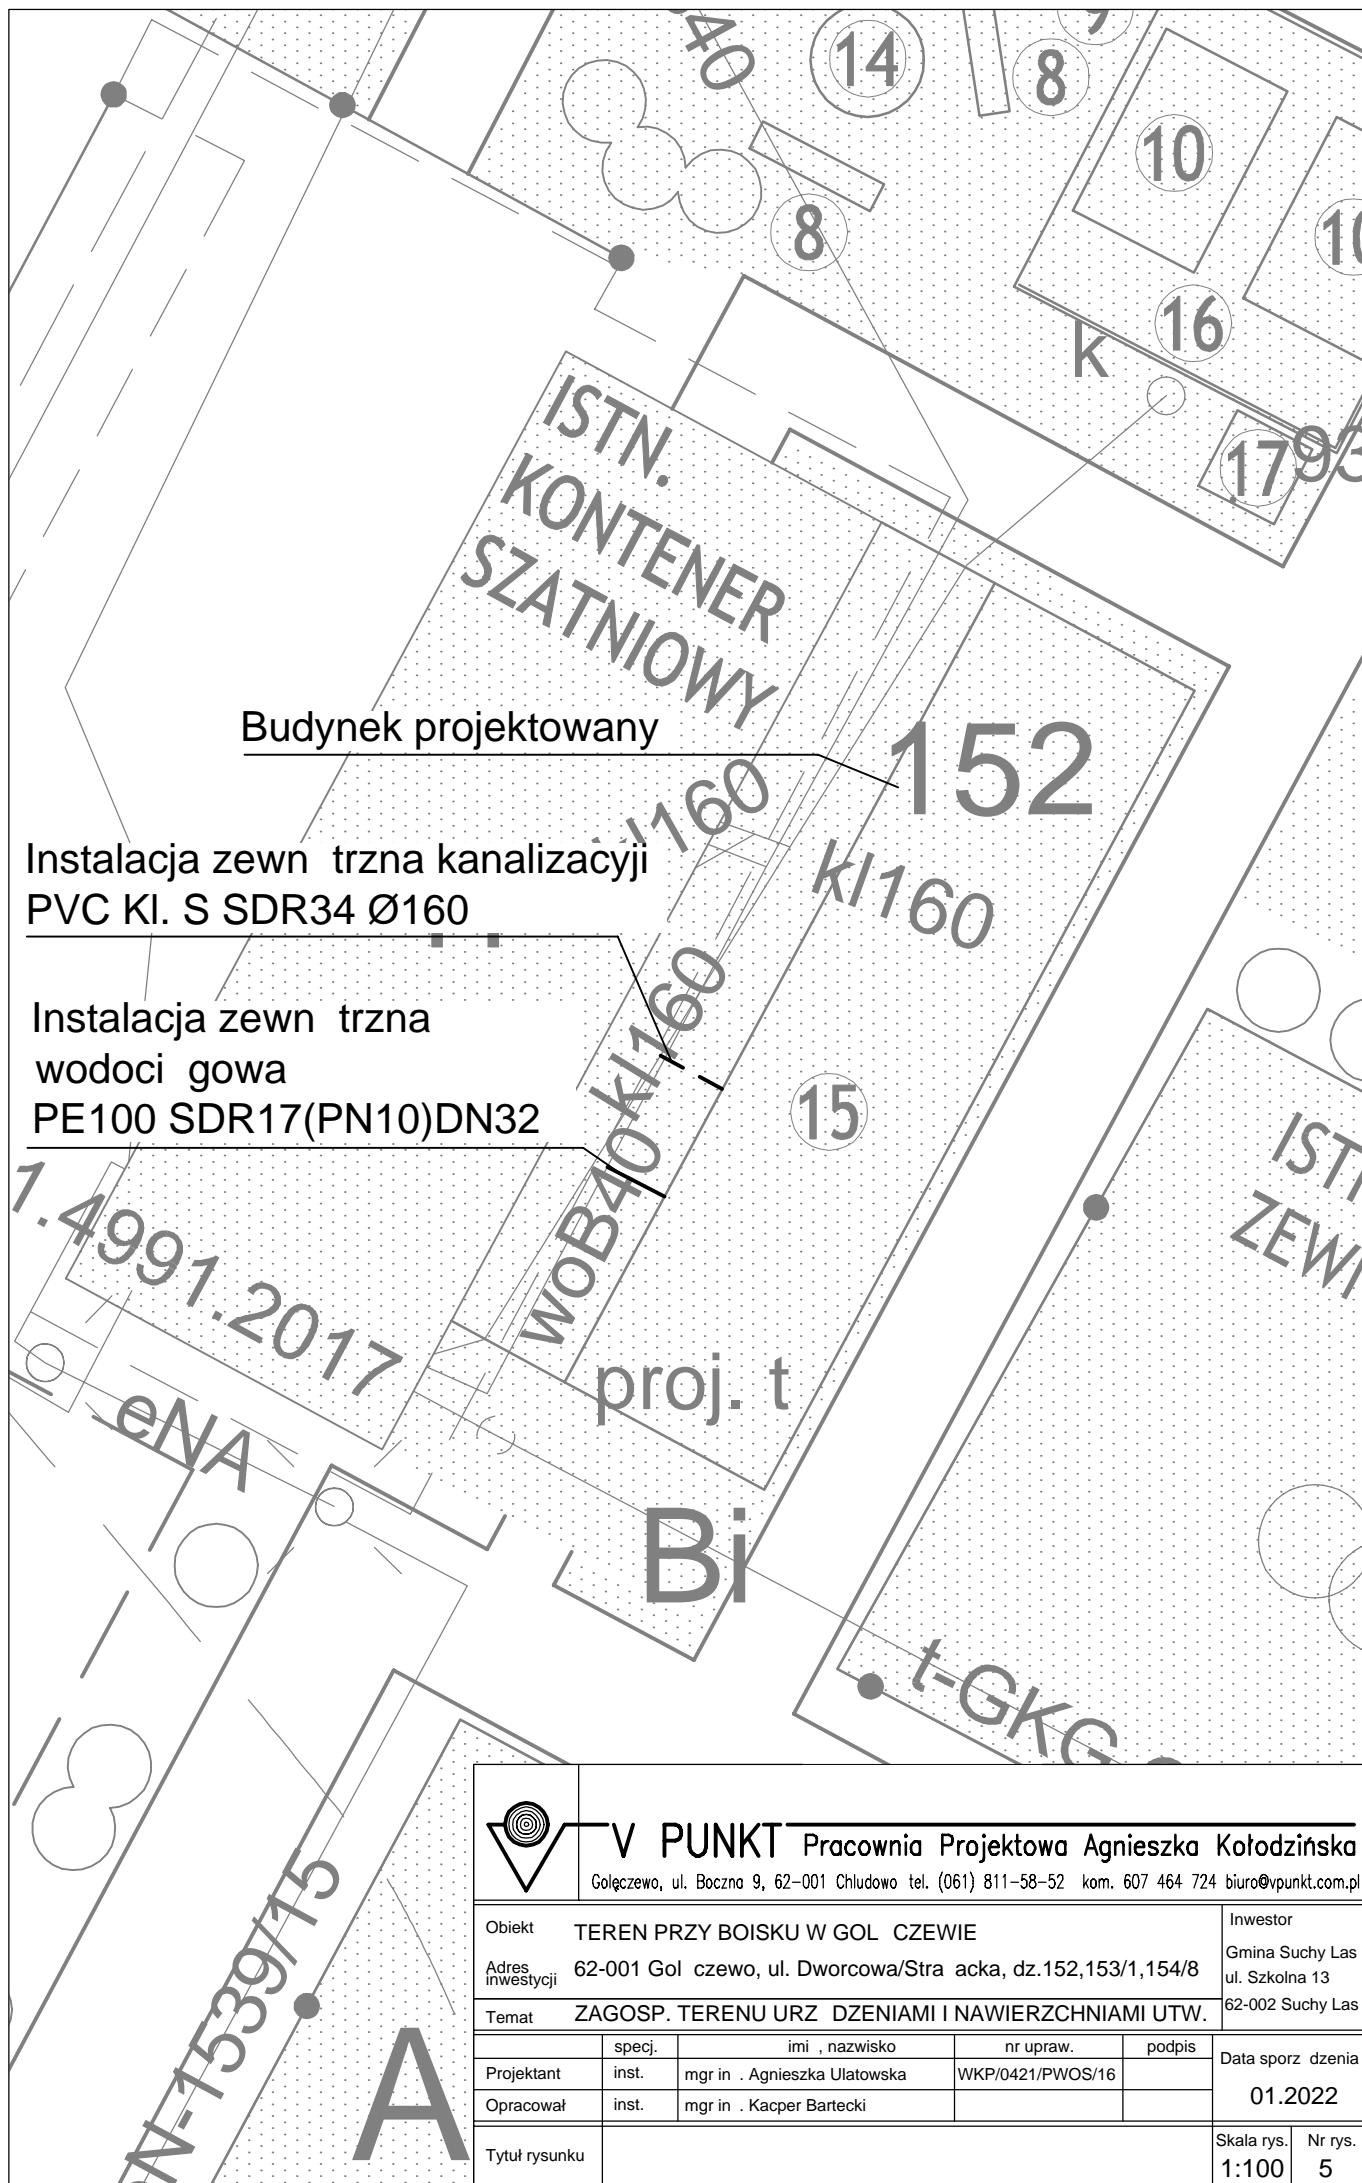 40
14
8
10
8
10
16
k
17
93
ISTN.
KONTENER
SZATNIOWY
Budynek projektowany
152
kl160
kl160
Instalacja zewn trzna kanalizacyji
PVC Kl. S SDR34 Ø160
kl160
Instalacja zewn trzna
wodoci gowa
PE100 SDR17(PN10)DN32
15
woB40
1.4991.2017
proj. t
eNA
Bi
t-GKG
A
N-1539/15
V PUNKT Pracownia Projektowa Agnieszka Kołodzińska
Golęczewo, ul. Boczna 9, 62-001 Chludowo tel. (061) 811-58-52 kom. 607 464 724 biuro@vpunkt.com.pl
Obiekt TEREN PRZY BOISKU W GOL CZEWIE
Adres inwestycji 62-001 Gol czewo, ul. Dworcowa/Stra acka, dz.152,153/1,154/8
Temat ZAGOSP. TERENU URZ DZENIAMI I NAWIERZCHNIAMI UTW.
Inwestor
Gmina Suchy Las
ul. Szkolna 13
62-002 Suchy Las
specj. imi , nazwisko nr upraw. podpis
Projektant inst. mgr in . Agnieszka Ulatowska WKP/0421/PWOS/16
Opracował inst. mgr in . Kacper Bartecki
Data sporz dzenia
01.2022
Tytuł rysunku
Skala rys. Nr rys.
1:100 5